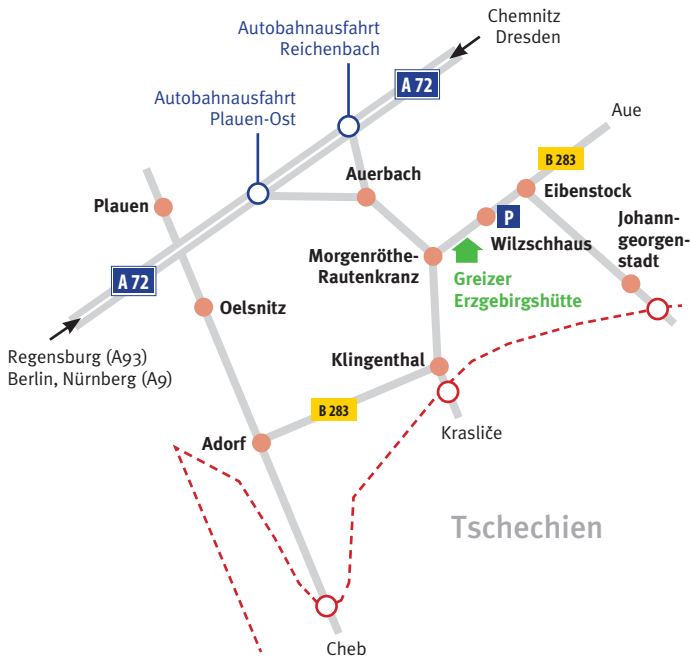 Chemnitz
Dresden
Autobahnausfahrt
Reichenbach
A 72
Autobahnausfahrt
Plauen-Ost
Aue
B 283
Auerbach
Eibenstock
Plauen
P
Johann-
georgen-
stadt
Wilzschhaus
Morgenröthe-
Rautenkranz
Greizer
Erzgebirgshütte
A 72
Oelsnitz
Regensburg (A93)
Berlin, Nürnberg (A9)
Klingenthal
B 283
Kraslič​e
Adorf
Tschechien
Cheb